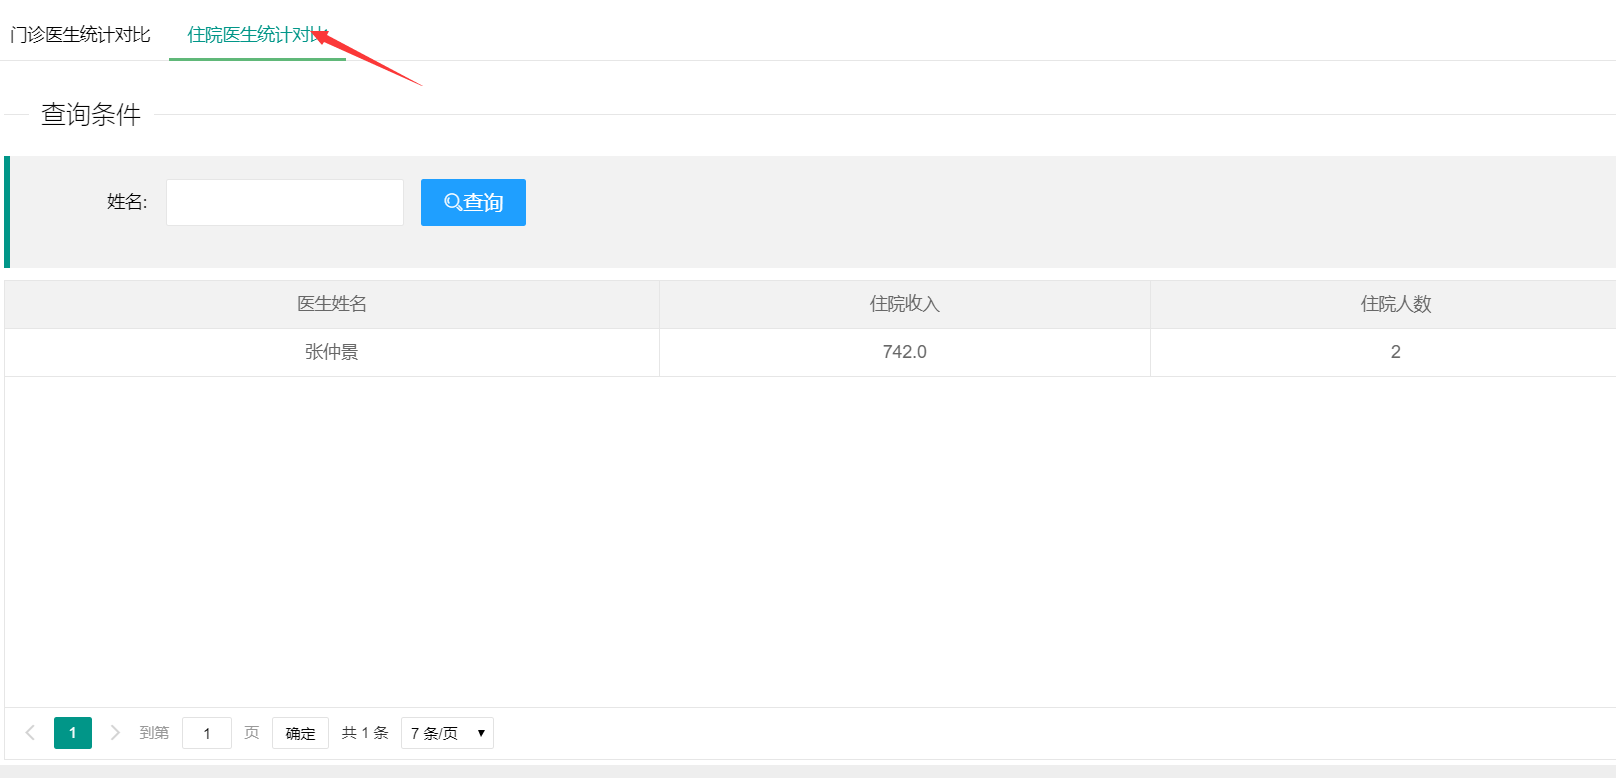 门诊医生统计对比 住院医生统计对比
查询条件
姓名: 查询
医生姓名 住院收入 住院人数
张仲景 742.0 2
1 到第 1 页 确定 共 1 条 7 条/页